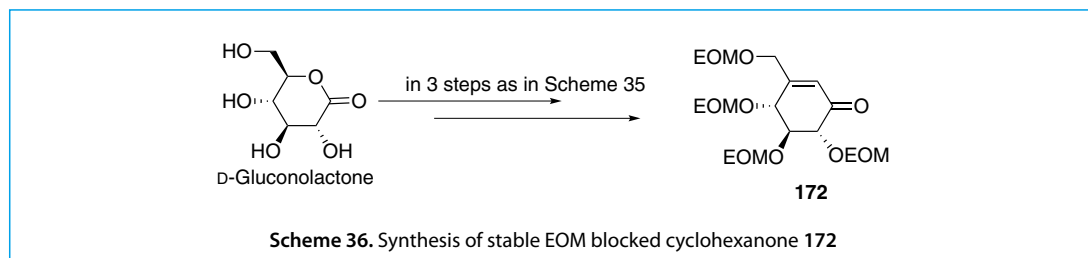 HO
O
in 3 steps as in Scheme 35
HO
O
HO
OH
D-Gluconolactone
EOMO
EOMO
O
EOMO
OEOM
172
Scheme 36. Synthesis of stable EOM blocked cyclohexanone 172